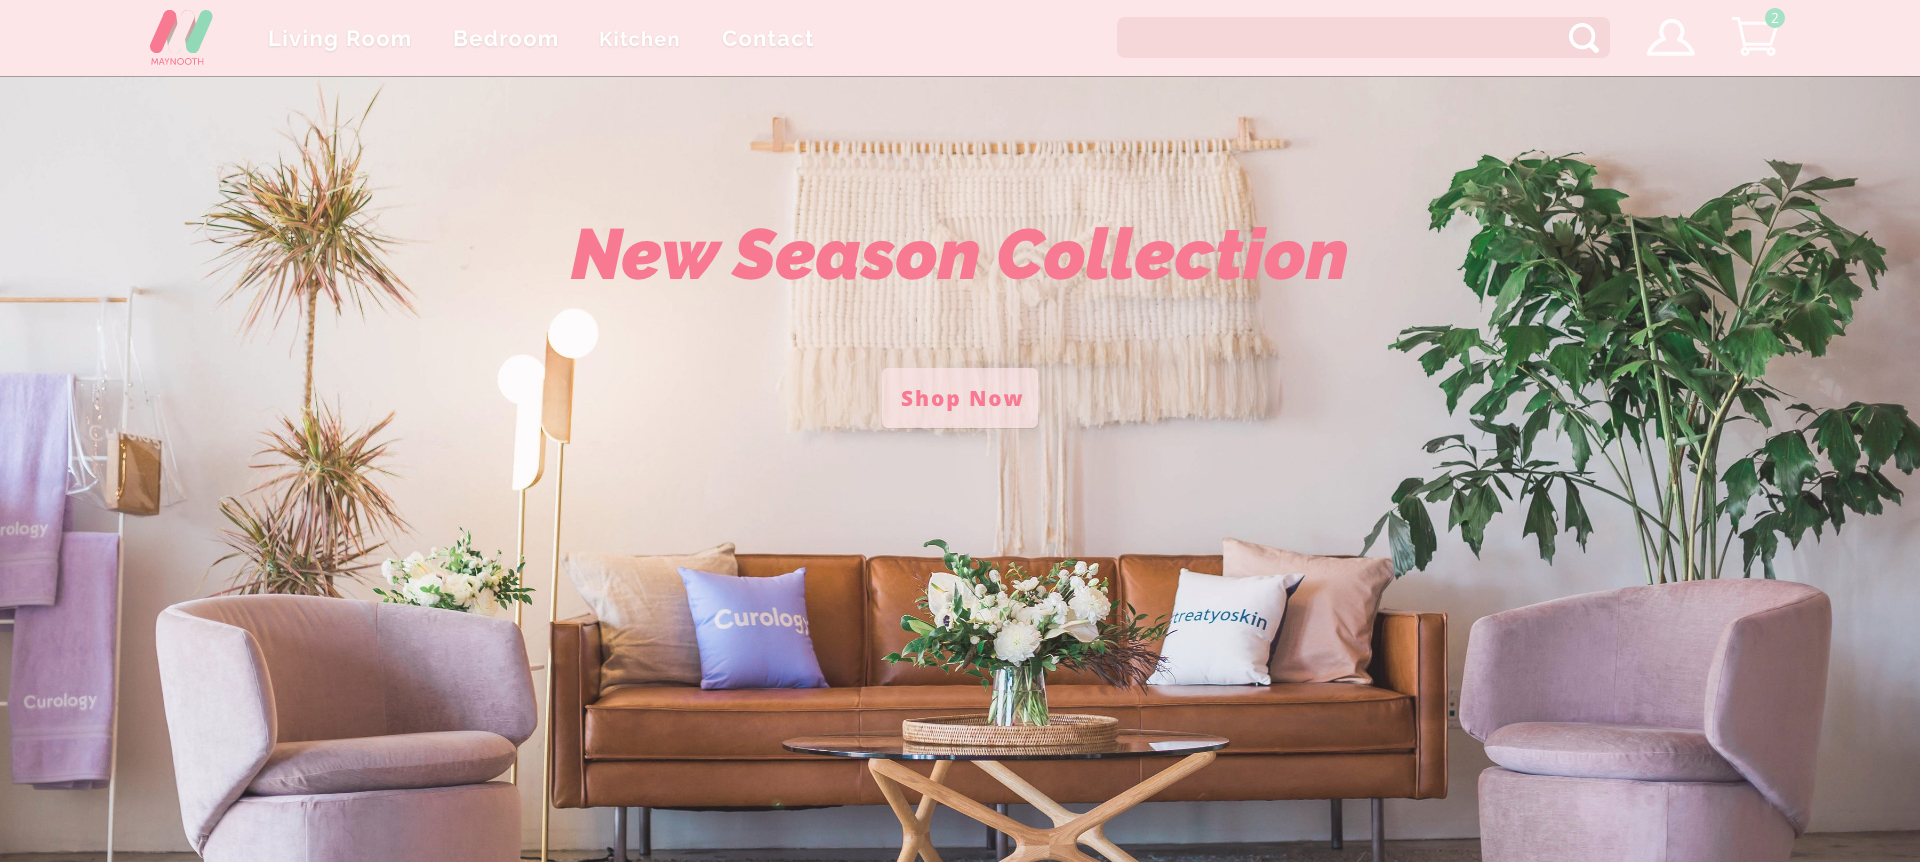 MAYNOOTH
Living Room
Bedroom
Kitchen
Contact
2
New Season Collection
Shop Now
rology
Curology
Curology
treatyoskin